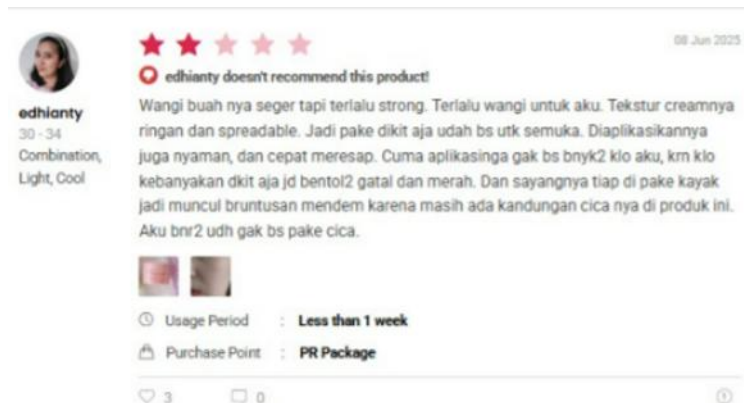 08 Jun 2025
edhianty doesn't recommend this product!
edhianty
30 - 34
Combination,
Light, Cool
Wangi buah nya seger tapi terlalu strong. Terlalu wangi untuk aku. Tekstur creamnya
ringan dan spreadable. Jadi pake dikit aja udah bs utk semuka. Diaplikasikannya
juga nyaman, dan cepat meresap. Cuma aplikasinga gak bs bnyk2 klo aku, krn klo
kebanyakan dkit aja jd bentol2 gatal dan merah. Dan sayangnya tiap di pake kayak
jadi muncul bruntusan mendem karena masih ada kandungan cica nya di produk ini.
Aku bnr2 udh gak bs pake cica.
Usage Period : Less than 1 week
Purchase Point : PR Package
3 0